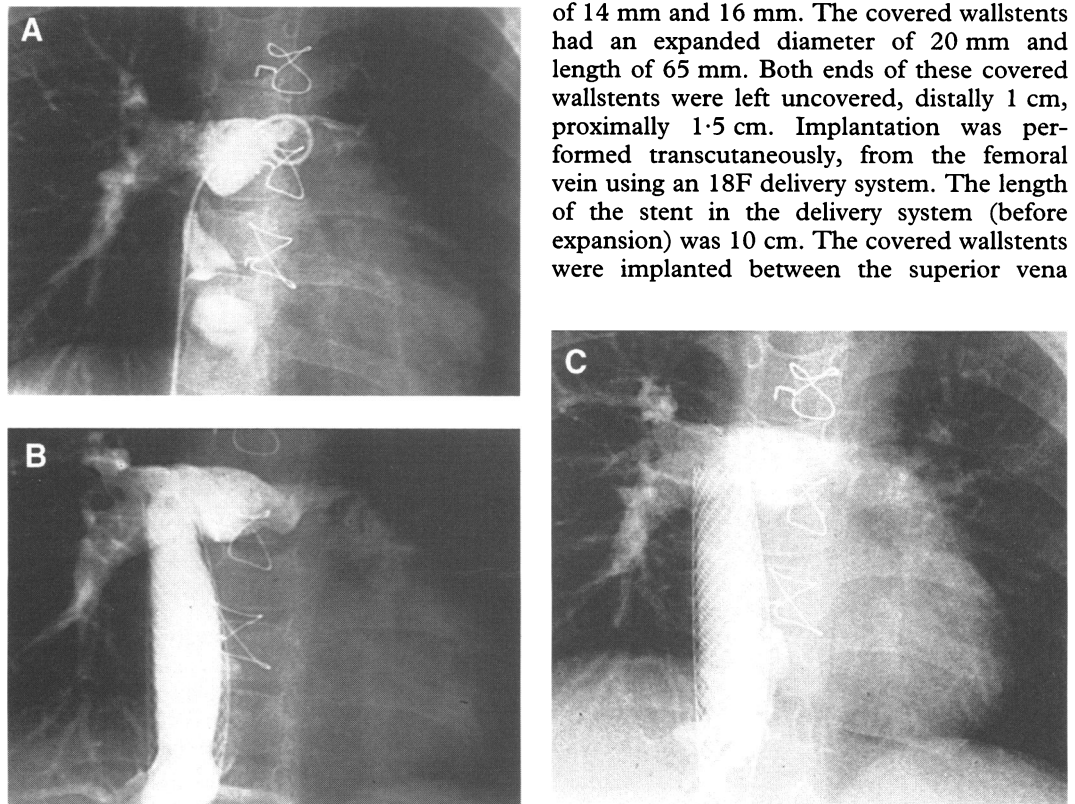 A
of 14 mm and 16 mm. The covered wallstents
had an expanded diameter of 20 mm and
length of 65 mm. Both ends of these covered
wallstents were left uncovered, distally 1 cm,
proximally 1·5 cm. Implantation was per-
formed transcutaneously, from the femoral
vein using an 18F delivery system. The length
of the stent in the delivery system (before
expansion) was 10 cm. The covered wallstents
were implanted between the superior vena
B
C